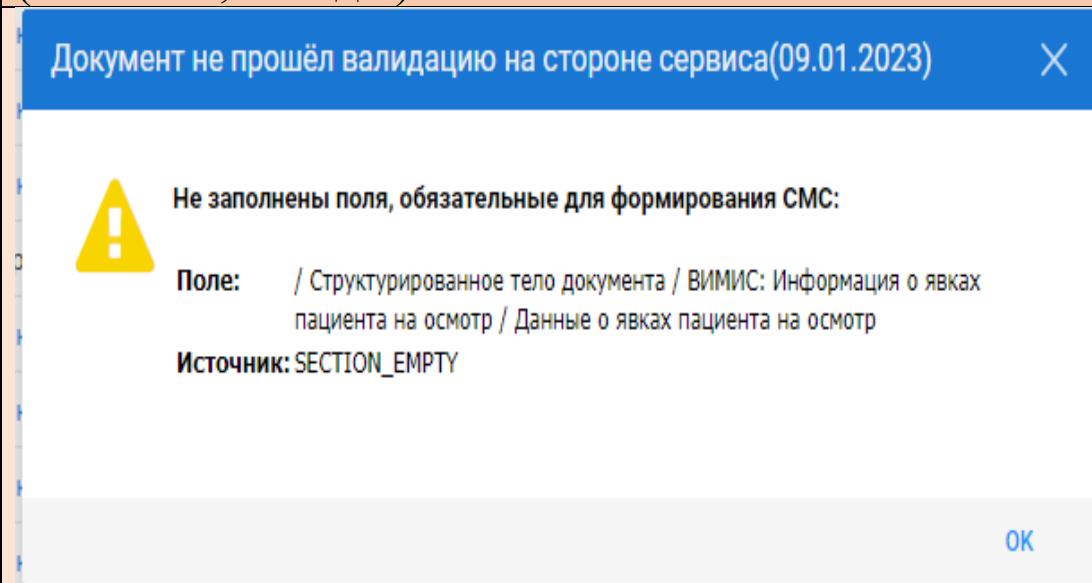 Документ не прошёл валидацию на стороне сервиса(09.01.2023)
Не заполнены поля, обязательные для формирования СМС:
Поле: / Структурированное тело документа / ВИМИС: Информация о явках
пациента на осмотр / Данные о явках пациента на осмотр
Источник: SECTION_EMPTY
ОК